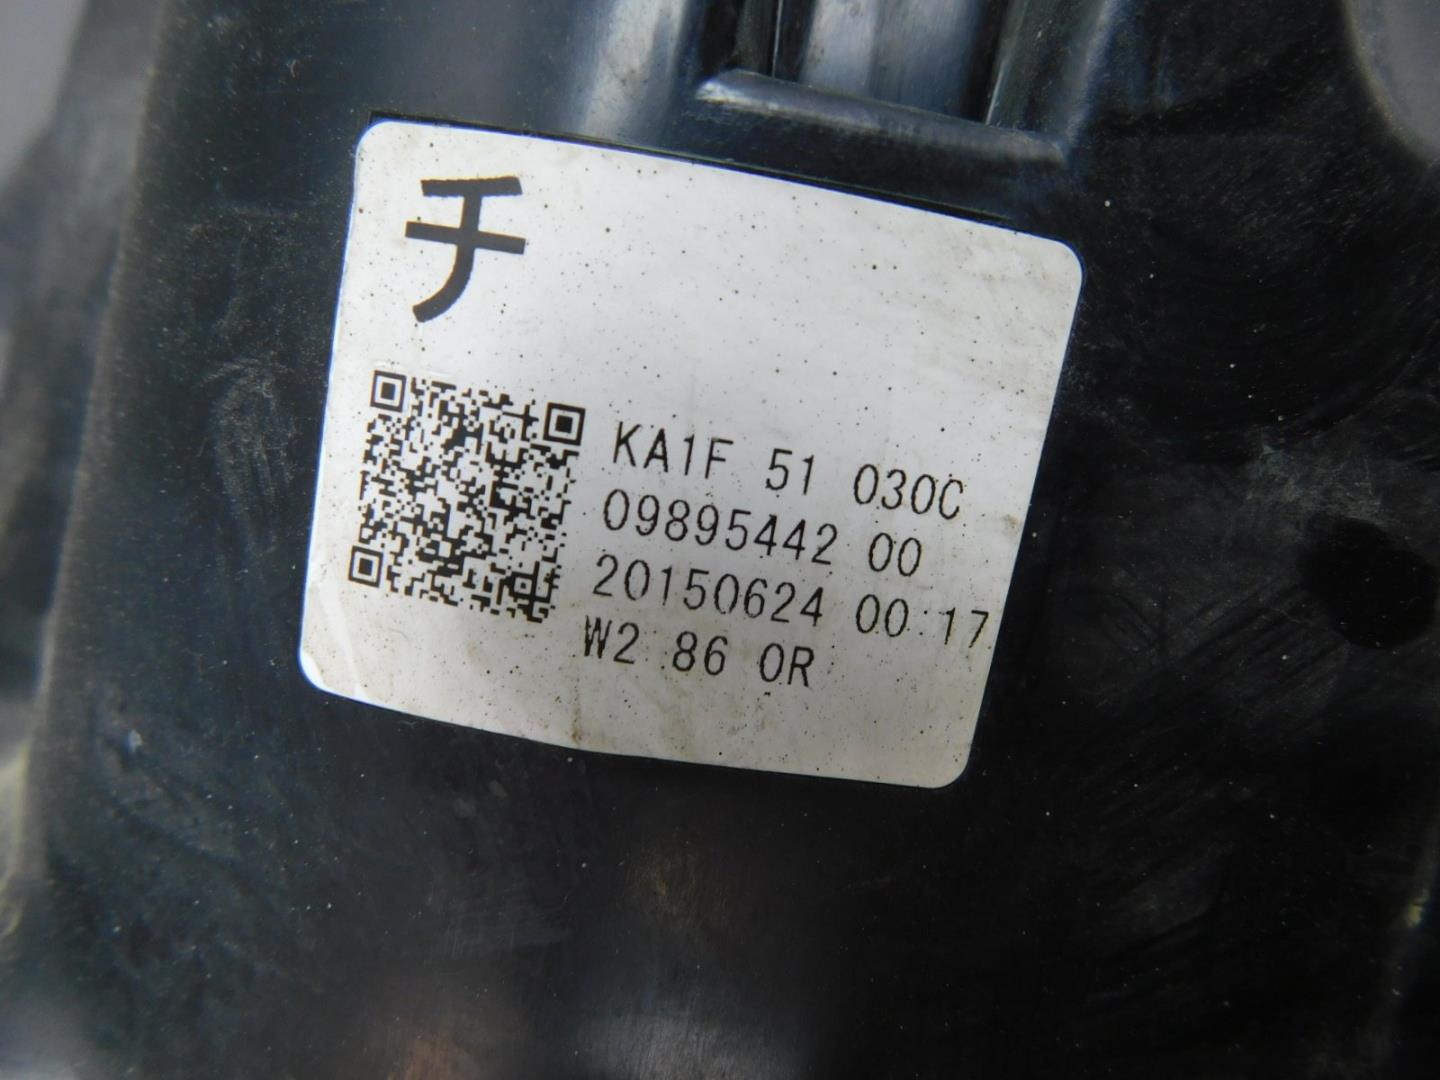 チ
KA1F 51 030C
09895442 00
20150624 00:17
W2 86 0R